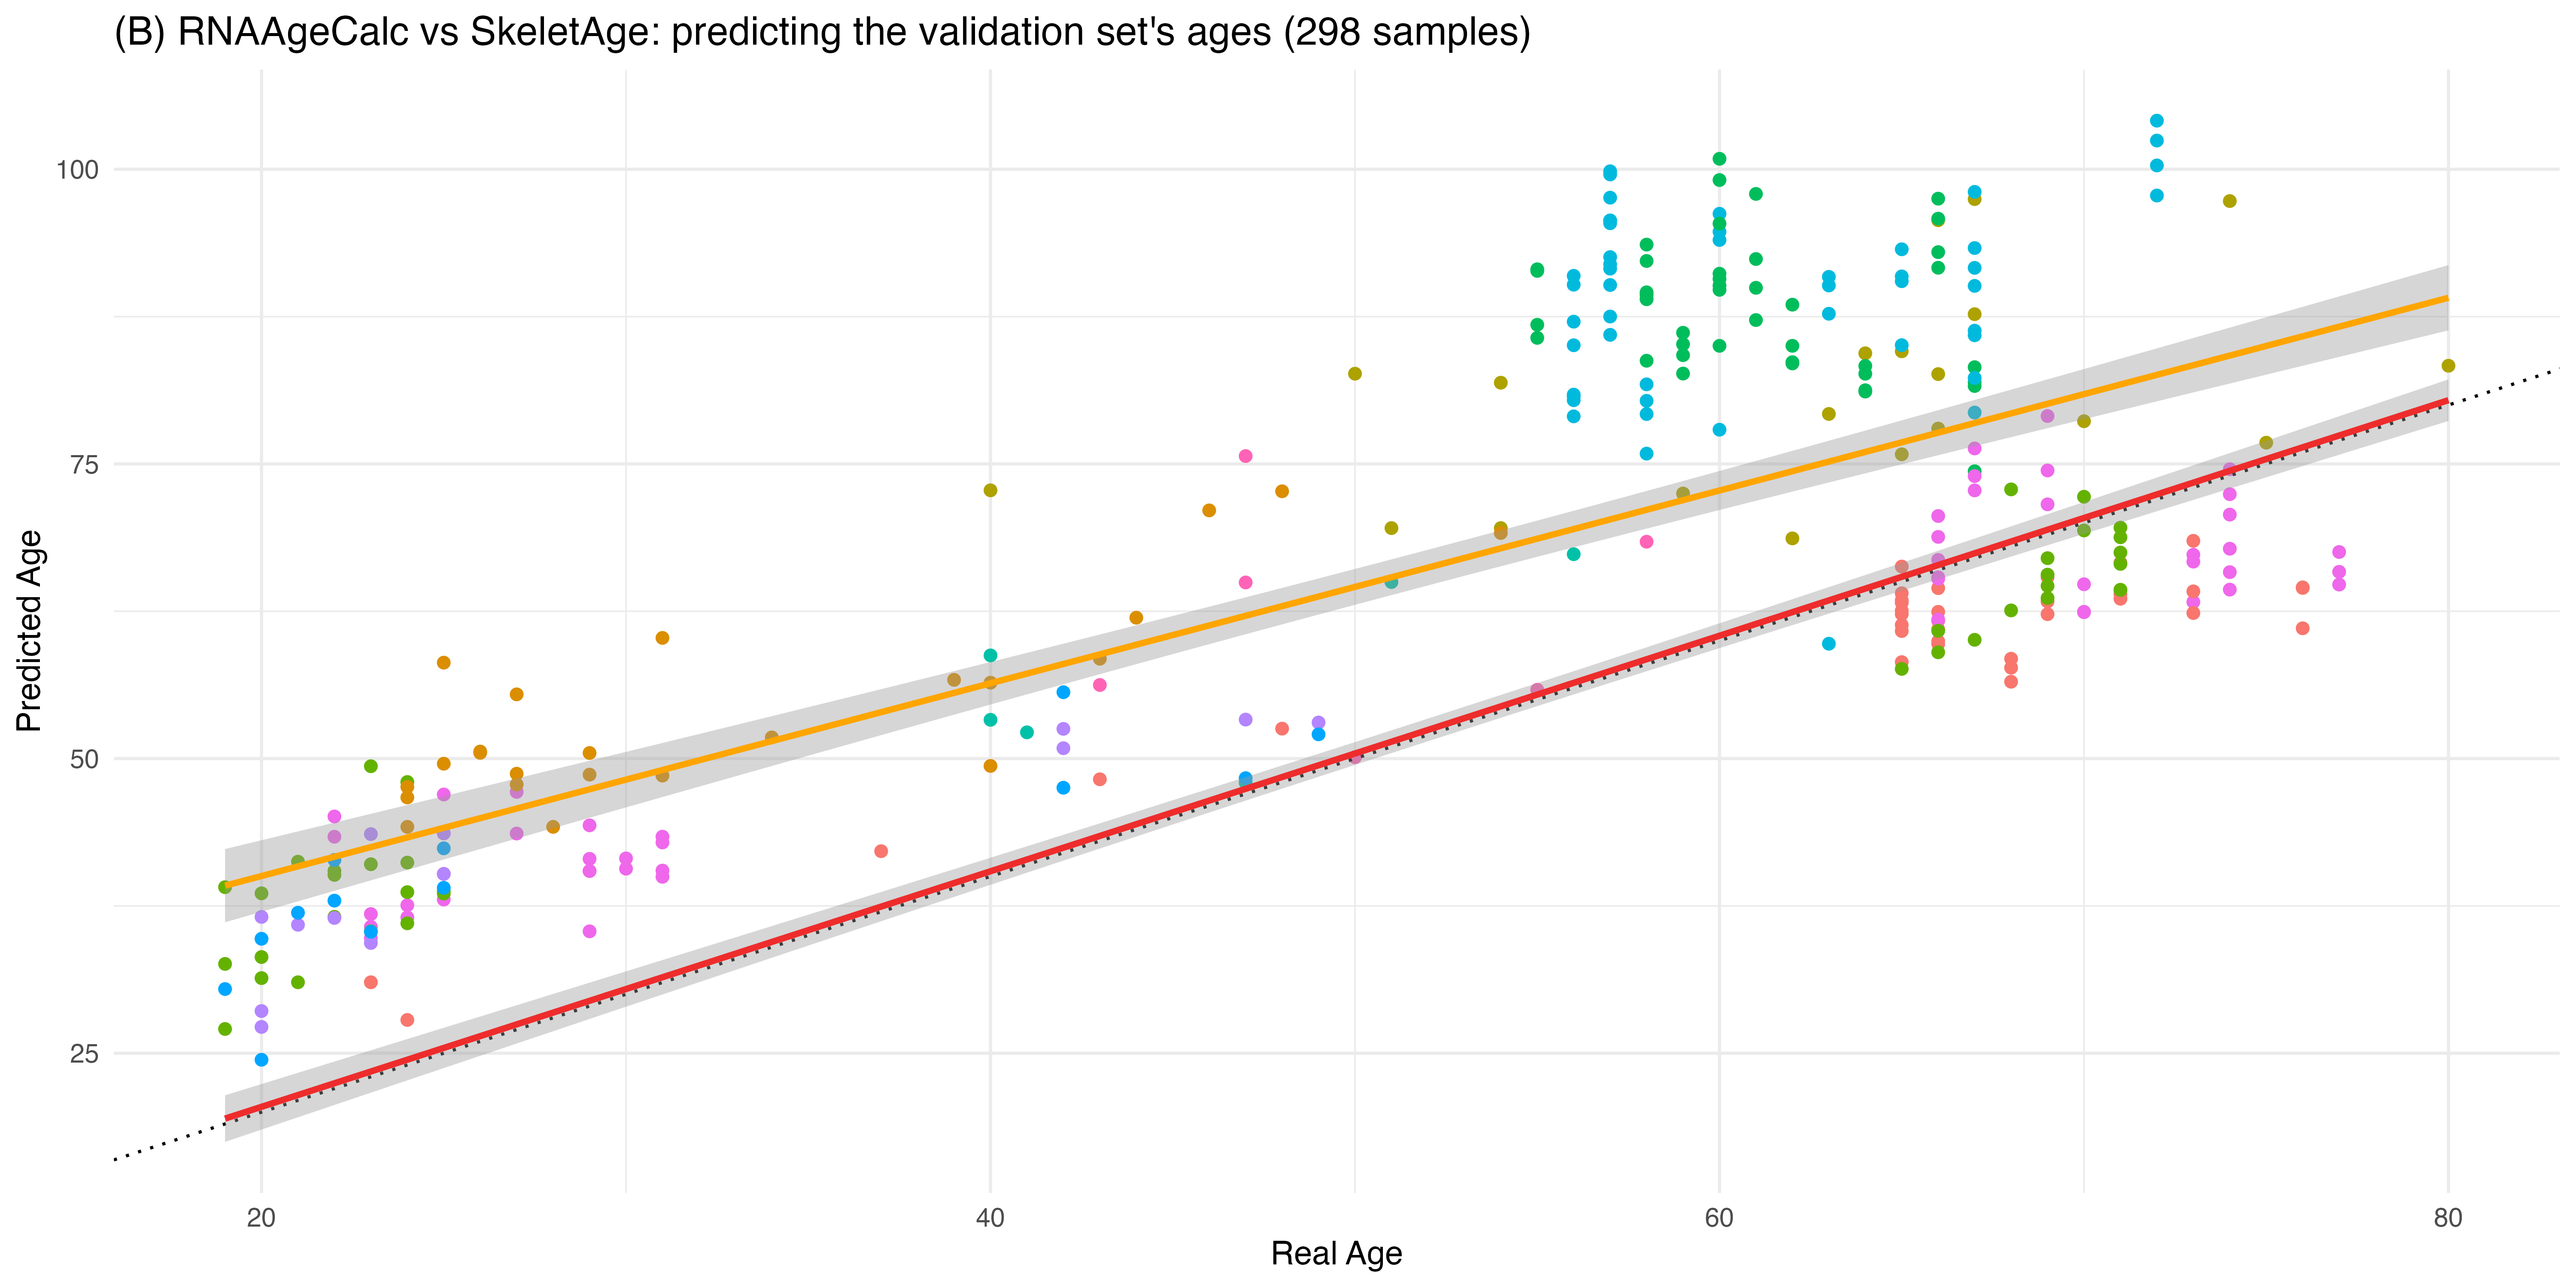 (B) RNAAgeCalc vs SkeletAge: predicting the validation set's ages (298 samples)
100
75
50
25
Predicted Age
20 40 60 80
Real Age